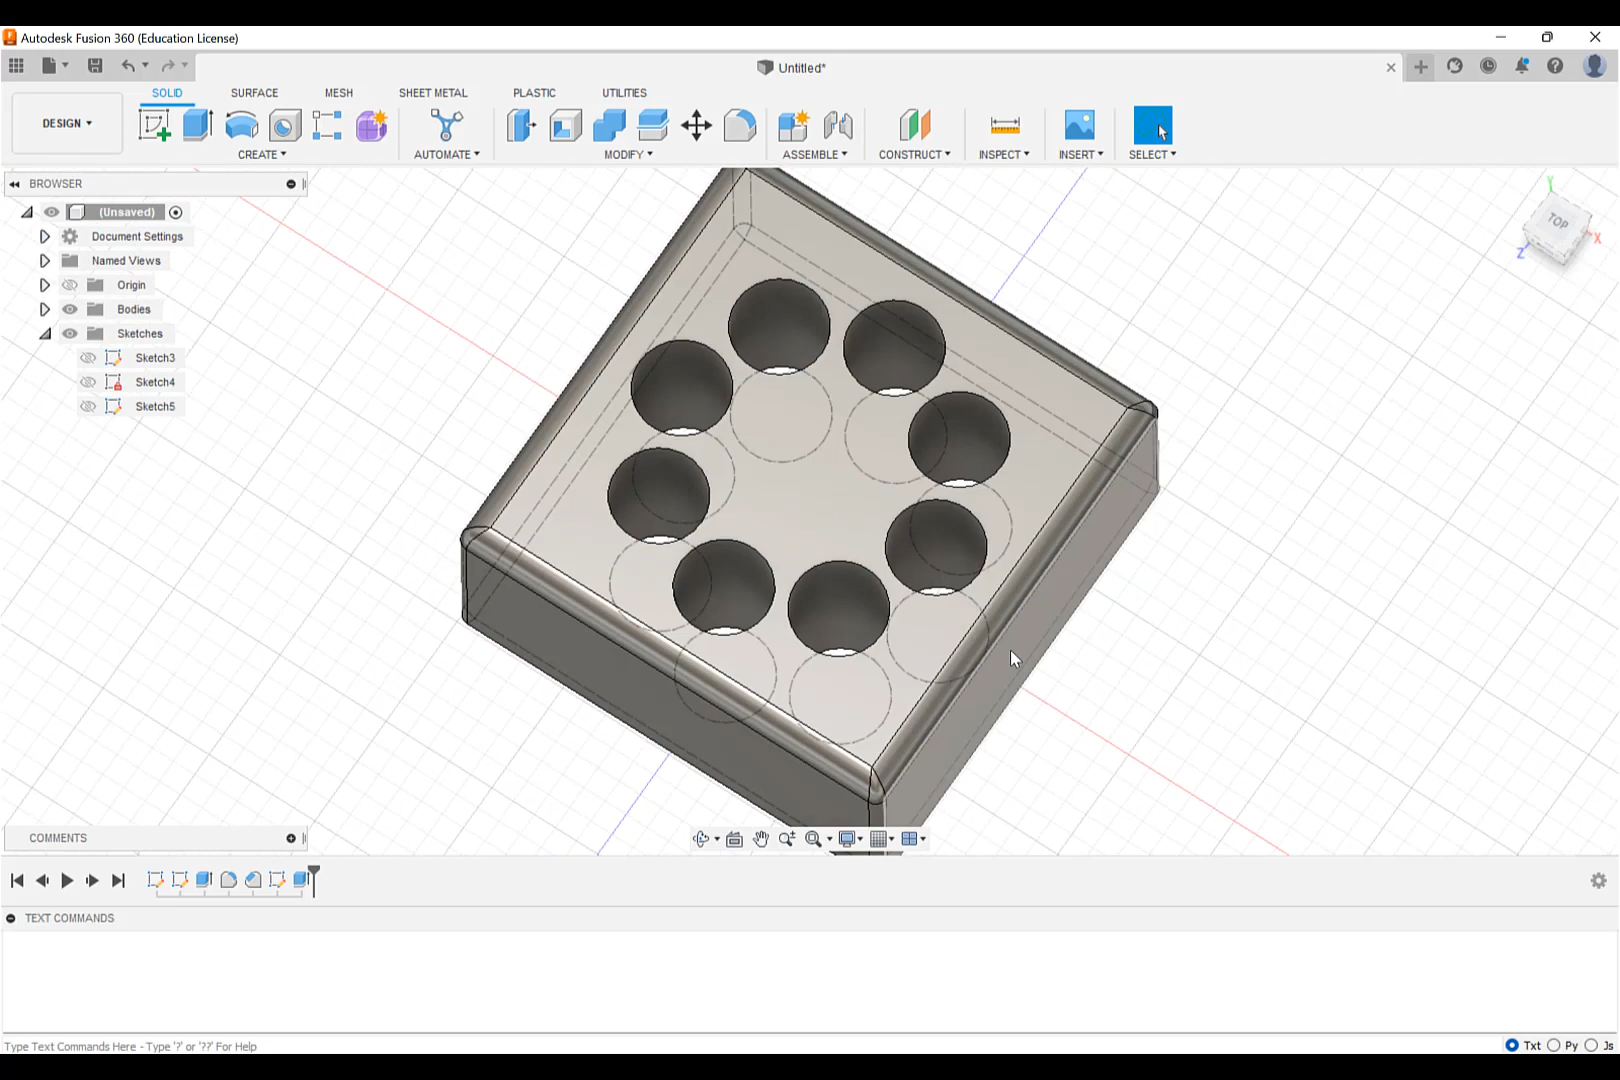 Autodesk Fusion 360 (Education License)
Untitled*
SOLID SURFACE MESH SHEET METAL PLASTIC UTILITIES
DESIGN
CREATE AUTOMATE MODIFY ASSEMBLE CONSTRUCT INSPECT INSERT SELECT
BROWSER
(Unsaved)
Document Settings
Named Views
Origin
Bodies
Sketches
Sketch3
Sketch4
Sketch5
Y
TOP
X
Z
COMMENTS
TEXT COMMANDS
Type Text Commands Here - Type '?' or '??' For Help
Txt Py Js